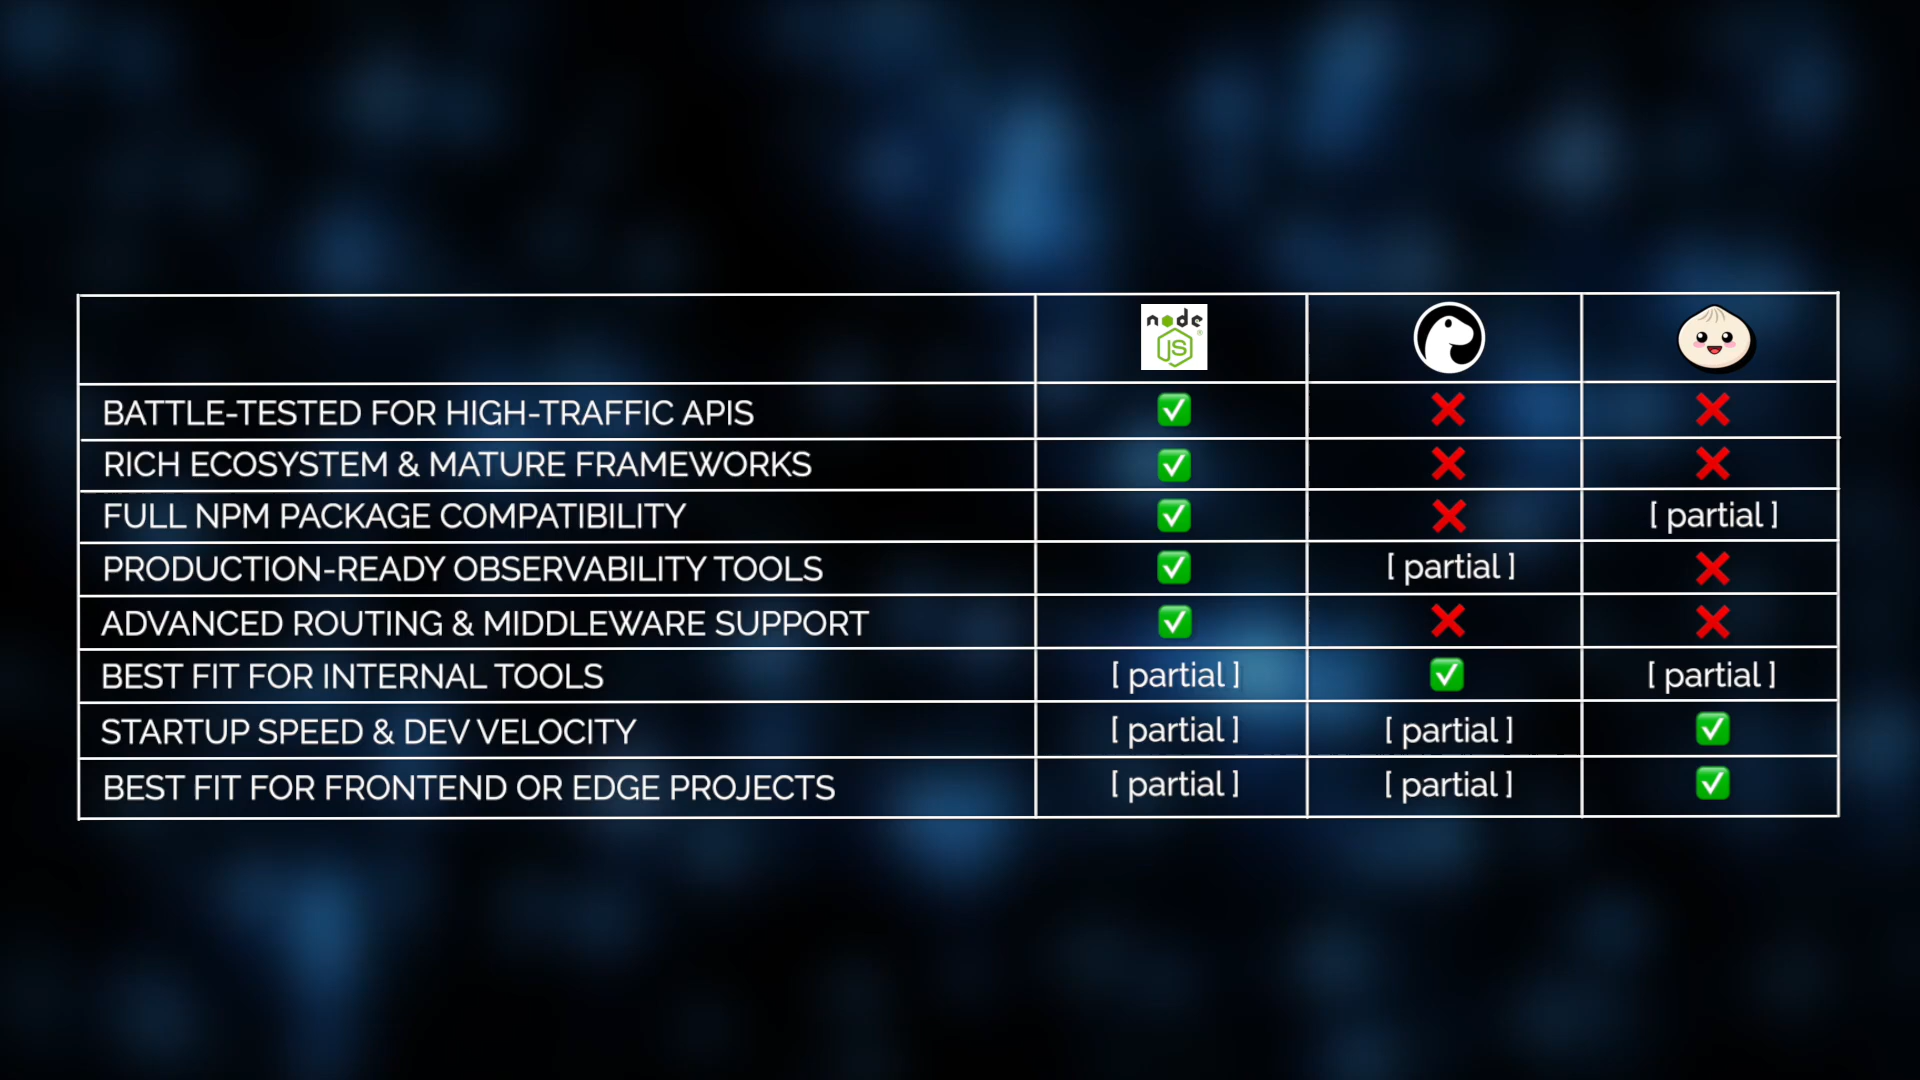 node
JS
BATTLE-TESTED FOR HIGH-TRAFFIC APIS
RICH ECOSYSTEM & MATURE FRAMEWORKS
FULL NPM PACKAGE COMPATIBILITY [ partial ]
PRODUCTION-READY OBSERVABILITY TOOLS [ partial ]
ADVANCED ROUTING & MIDDLEWARE SUPPORT
BEST FIT FOR INTERNAL TOOLS [ partial ] [ partial ]
STARTUP SPEED & DEV VELOCITY [ partial ] [ partial ]
BEST FIT FOR FRONTEND OR EDGE PROJECTS [ partial ] [ partial ]